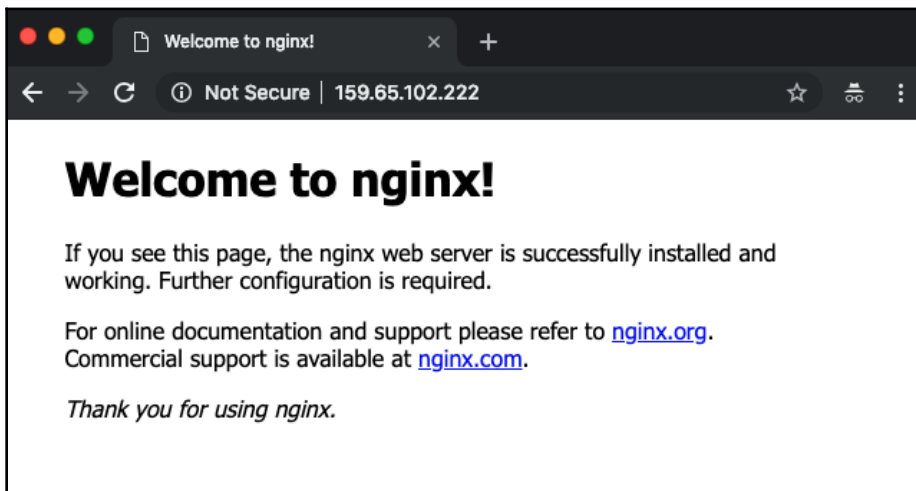 Welcome to nginx!
Not Secure | 159.65.102.222
Welcome to nginx!
If you see this page, the nginx web server is successfully installed and
working. Further configuration is required.
For online documentation and support please refer to nginx.org.
Commercial support is available at nginx.com.
Thank you for using nginx.